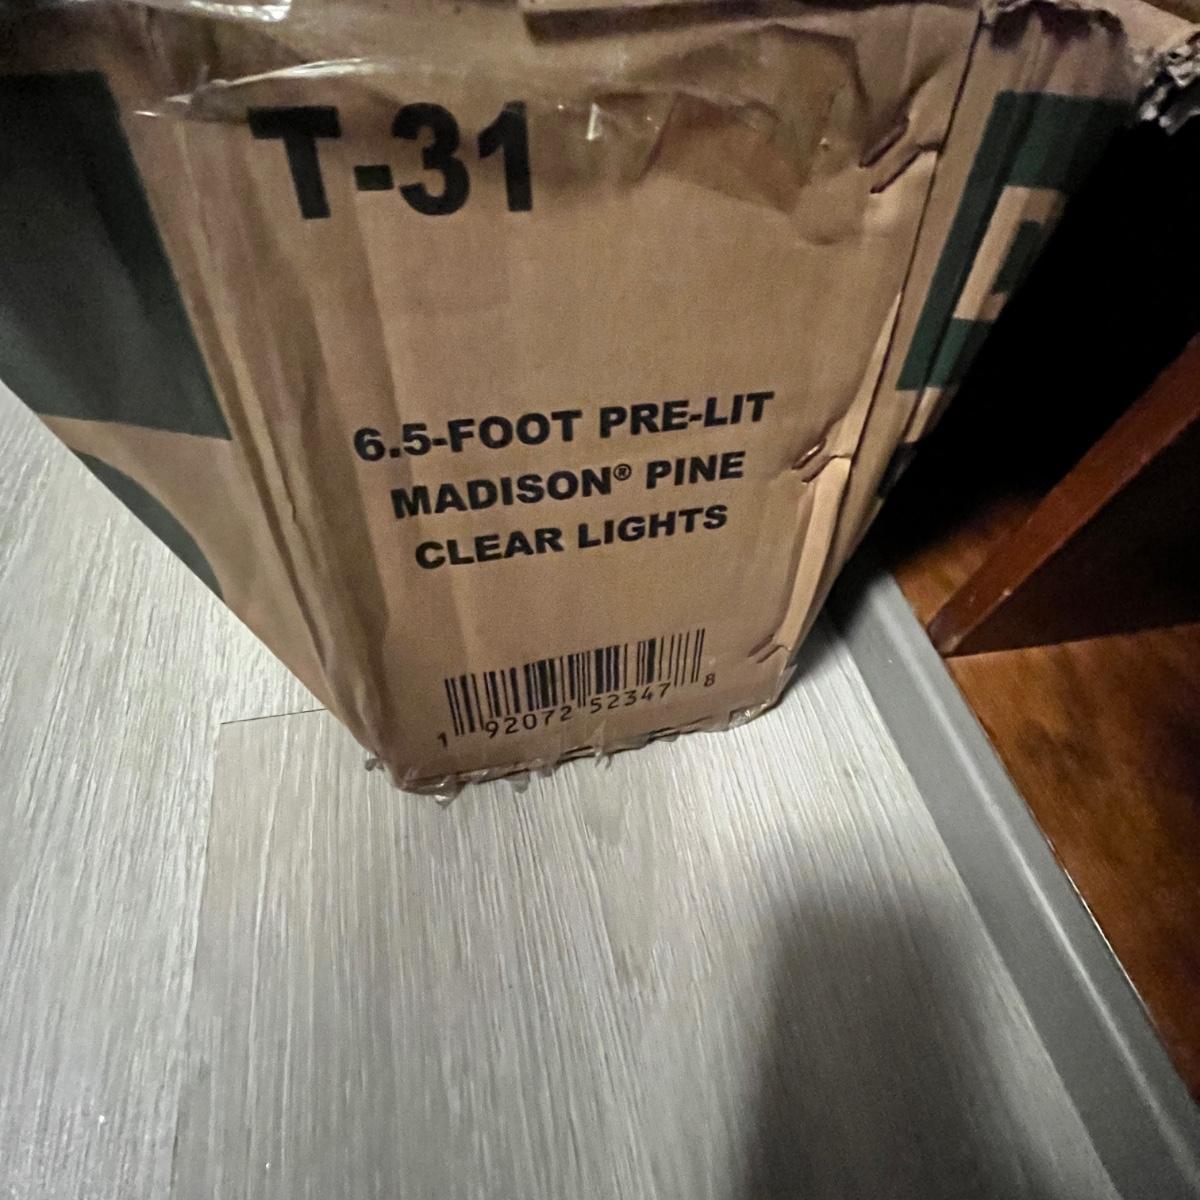 T-31
6.5-FOOT PRE-LIT
MADISON® PINE
CLEAR LIGHTS
1 92072 52347 8